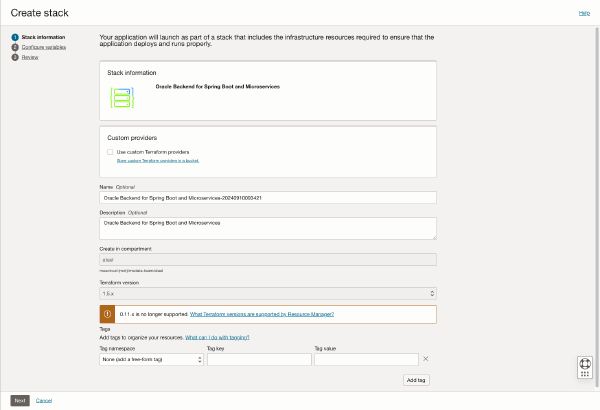 Create stack
Help
1 Stack information
2 Configure variables
3 Review
Your application will launch as part of a stack that includes the infrastructure resources required to ensure that the
application deploys and runs properly.
Stack information
Oracle Backend for Spring Boot and Microservices
Custom providers
Use custom Terraform providers
Store custom Terraform providers in a bucket.
Name Optional
Oracle Backend for Spring Boot and Microservices-20240910093421
Description Optional
Oracle Backend for Spring Boot and Microservices
Create in compartment
Terraform version
1.5.x
0.11.x is no longer supported. What Terraform versions are supported by Resource Manager?
Tags
Add tags to organize your resources. What can I do with tagging?
Tag namespace
Tag key
Tag value
None (add a free-form tag)
Add tag
Next
Cancel